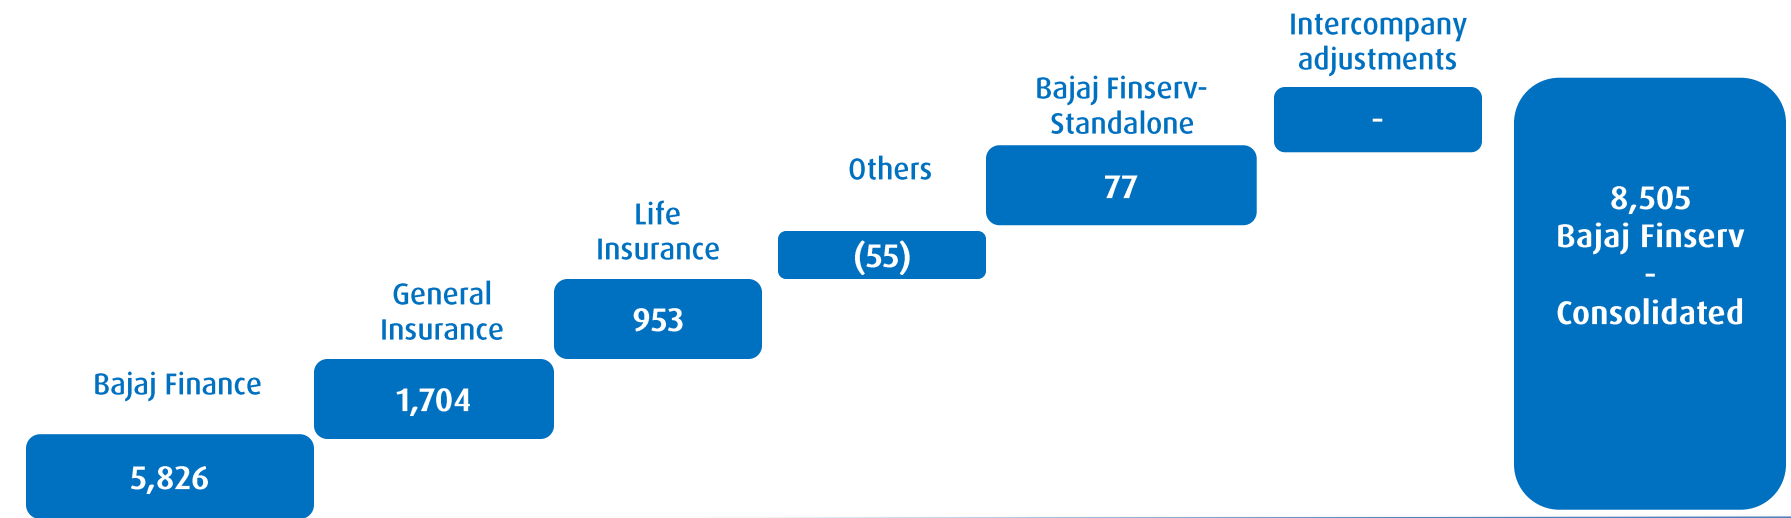 Bajaj Finance
5,826
General
Insurance
1,704
Life
Insurance
953
Others
(55)
Bajaj Finserv-
Standalone
77
Intercompany
adjustments
-
8,505
Bajaj Finserv
-
Consolidated